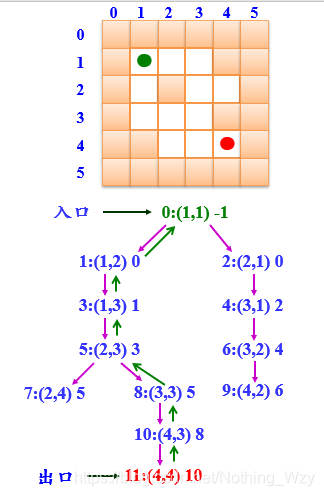 0 1 2 3 4 5
0
1
2
3
4
5
入口 0:(1,1) -1
1:(1,2) 0 2:(2,1) 0
3:(1,3) 1 4:(3,1) 2
5:(2,3) 3 6:(3,2) 4
7:(2,4) 5 8:(3,3) 5 9:(4,2) 6
10:(4,3) 8
出口 11:(4,4) 10